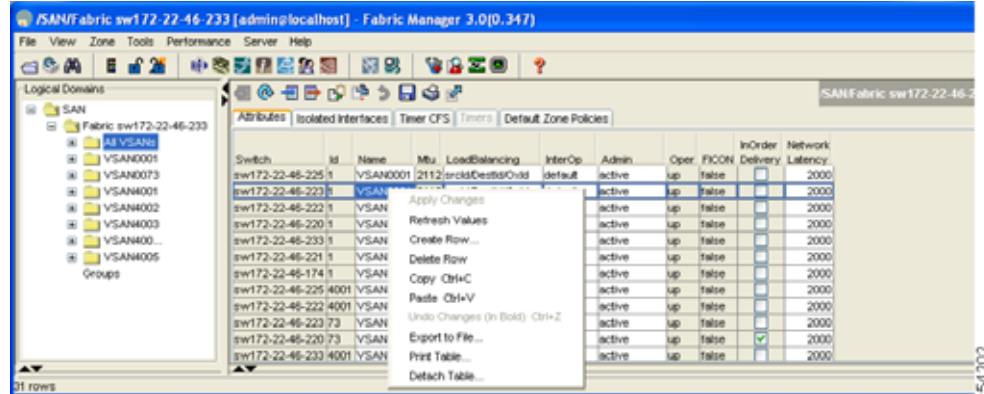 /SAN/Fabric sw172-22-46-233 [admin@localhost] - Fabric Manager 3.0(0.347)
File View Zone Tools Performance Server Help
Logical Domains
/SAN/Fabric sw172-22-46-2
SAN
Fabric sw172-22-46-233
All VSANs
VSAN0001
VSAN0073
VSAN4001
VSAN4002
VSAN4003
VSAN400...
VSAN4005
Groups
Attributes Isolated Interfaces Timer CFS Timers Default Zone Policies
Switch Id Name Mtu LoadBalancing InterOp Admin Oper FICON InOrder Delivery Network Latency
sw172-22-46-225 1 VSAN0001 2112 srcId/DestId/OxId default active up false 2000
sw172-22-46-223 1 active up false 2000
sw172-22-46-222 1 VSAN active up false 2000
sw172-22-46-220 1 VSAN active up false 2000
sw172-22-46-233 1 VSAN active up false 2000
sw172-22-46-221 1 VSAN active up false 2000
sw172-22-46-174 1 VSAN active up false 2000
sw172-22-46-225 4001 VSAN active up false 2000
sw172-22-46-222 4001 VSAN active up false 2000
sw172-22-46-223 73 VSAN active up false 2000
sw172-22-46-220 73 VSAN active up false 2000
sw172-22-46-233 4001 VSAN active up false 2000
Apply Changes
Refresh Values
Create Row...
Delete Row
Copy Ctrl+C
Paste Ctrl+V
Undo Changes (In Bold) Ctrl+Z
Export to File...
Print Table...
Detach Table...
31 rows